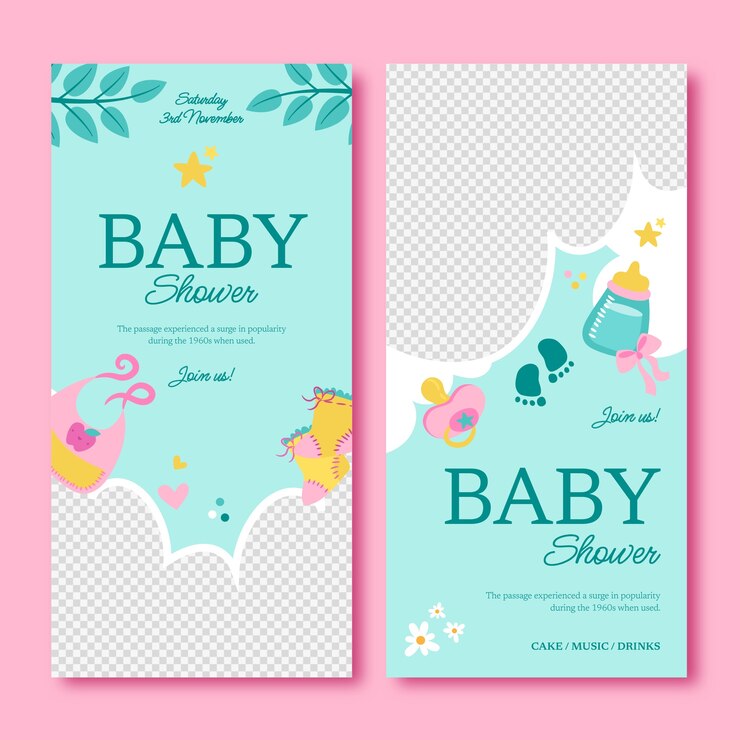 Saturday
3rd November
BABY
Shower
The passage experienced a surge in popularity
during the 1960s when used.
Join us!
Join us!
BABY
Shower
The passage experienced a surge in popularity
during the 1960s when used.
CAKE / MUSIC / DRINKS